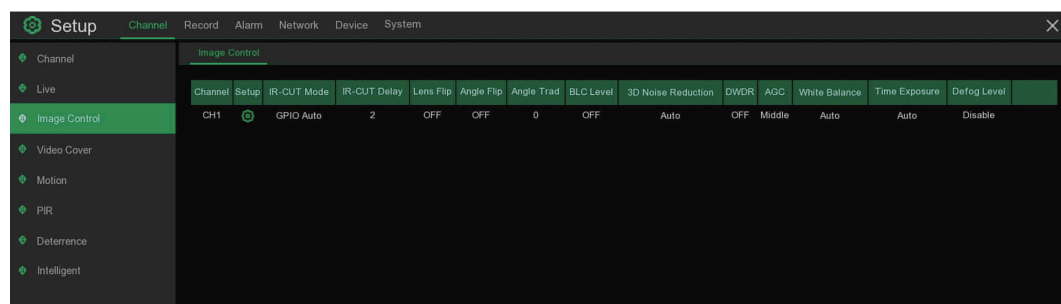 Setup Channel Record Alarm Network Device System
Channel
Live
Image Control
Video Cover
Motion
PIR
Deterrence
Intelligent
Image Control
Channel Setup IR-CUT Mode IR-CUT Delay Lens Flip Angle Flip Angle Trad BLC Level 3D Noise Reduction DWDR AGC White Balance Time Exposure Defog Level
CH1 GPIO Auto 2 OFF OFF 0 OFF Auto OFF Middle Auto Auto Disable